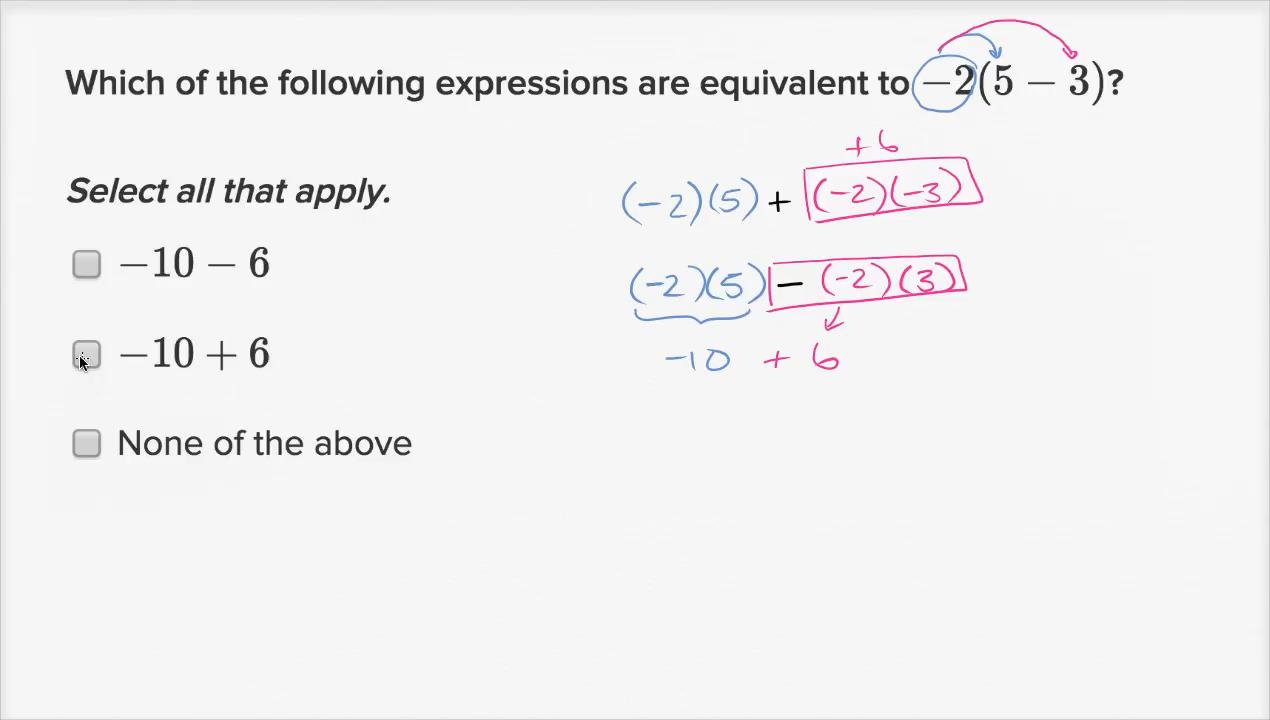 Which of the following expressions are equivalent to −2(5 − 3)?
+6
Select all that apply.
(-2)(5) + (-2)(-3)
−10 − 6
(-2)(5) - (-2)(3)
−10 + 6
-10 + 6
None of the above